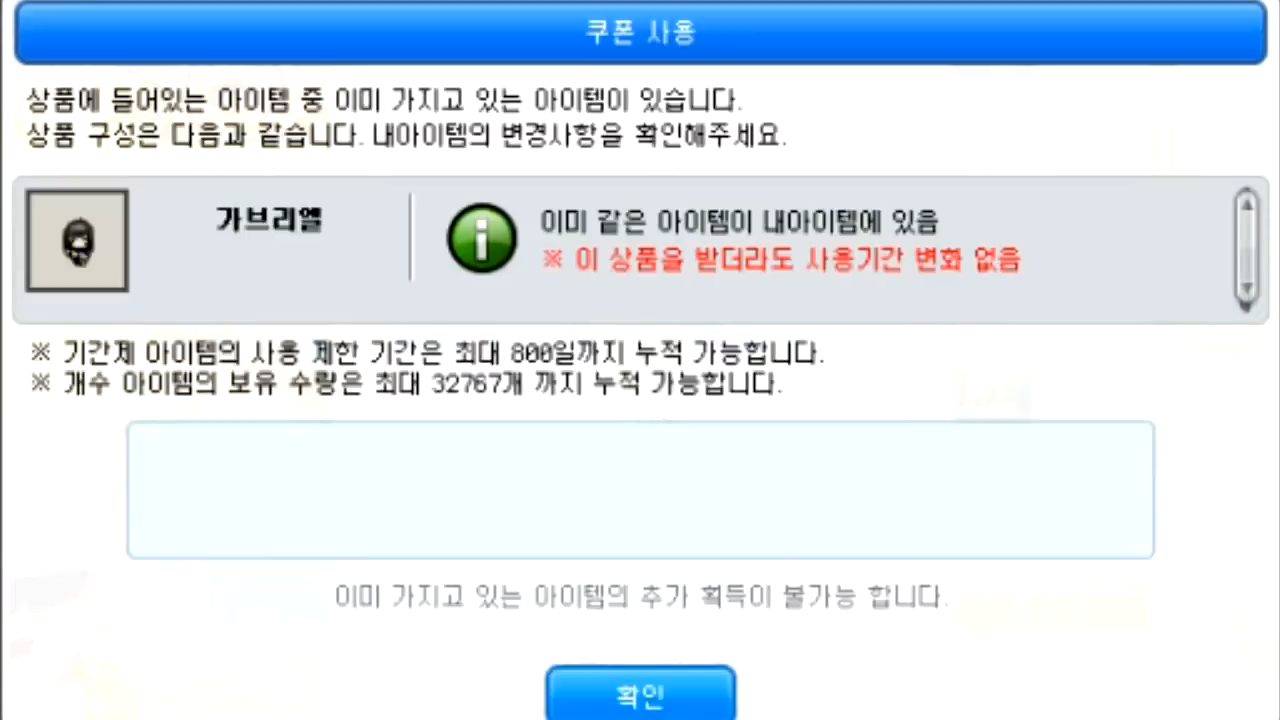 쿠폰 사용
상품에 들어있는 아이템 중 이미 가지고 있는 아이템이 있습니다.
상품 구성은 다음과 같습니다. 내아이템의 변경사항을 확인해주세요.
가브리엘
이미 같은 아이템이 내아이템에 있음
※ 이 상품을 받더라도 사용기간 변화 없음
※ 기간제 아이템의 사용 제한 기간은 최대 800일까지 누적 가능합니다.
※ 개수 아이템의 보유 수량은 최대 32767개 까지 누적 가능합니다.
이미 가지고 있는 아이템의 추가 획득이 불가능 합니다.
확인